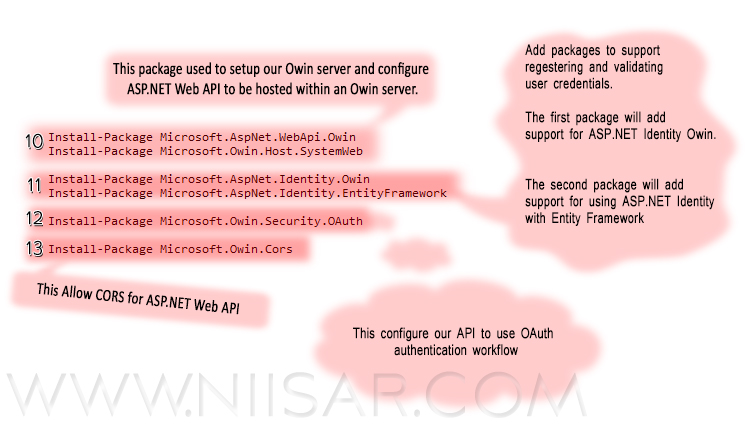 This package used to setup our Owin server and configure
ASP.NET Web API to be hosted within an Owin server.
Add packages to support
regestering and validating
user credentials.
The first package will add
support for ASP.NET Identity Owin.
The second package will add
support for using ASP.NET Identity
with Entity Framework
10 Install-Package Microsoft.AspNet.WebApi.Owin
Install-Package Microsoft.Owin.Host.SystemWeb
11 Install-Package Microsoft.AspNet.Identity.Owin
Install-Package Microsoft.AspNet.Identity.EntityFramework
12 Install-Package Microsoft.Owin.Security.OAuth
13 Install-Package Microsoft.Owin.Cors
This Allow CORS for ASP.NET Web API
This configure our API to use OAuth
authentication workflow
WWW.NIISAR.COM